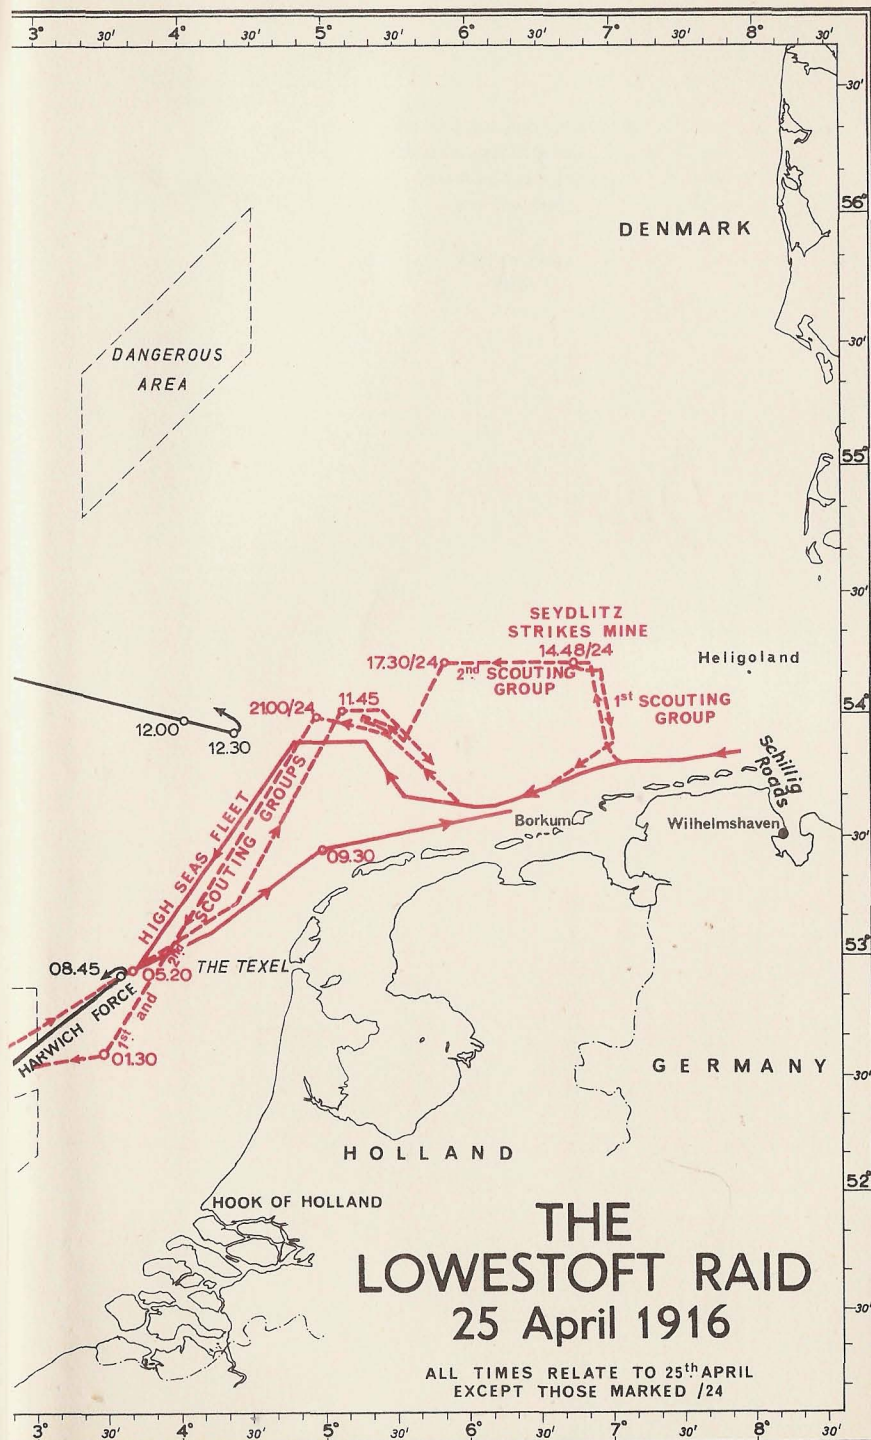 3° 30' 4° 30' 5° 30' 6° 30' 7° 30' 8° 30'
30'
56°
DENMARK
DANGEROUS
AREA
30'
55°
30'
SEYDLITZ
STRIKES MINE
14.48/24
17.30/24
2nd SCOUTING
GROUP
Heligoland
1st SCOUTING
GROUP
21.00/24
11.45
54°
12.00
12.30
Schillig
Roads
HIGH SEAS FLEET
1st and 2nd SCOUTING GROUPS
Borkum
Wilhelmshaven
30'
09.30
53°
08.45
05.20
THE TEXEL
HARWICH FORCE
01.30
GERMANY
30'
HOLLAND
52°
HOOK OF HOLLAND
THE
LOWESTOFT RAID
25 April 1916
30'
ALL TIMES RELATE TO 25th APRIL
EXCEPT THOSE MARKED /24
3° 30' 4° 30' 5° 30' 6° 30' 7° 30' 8°
30'